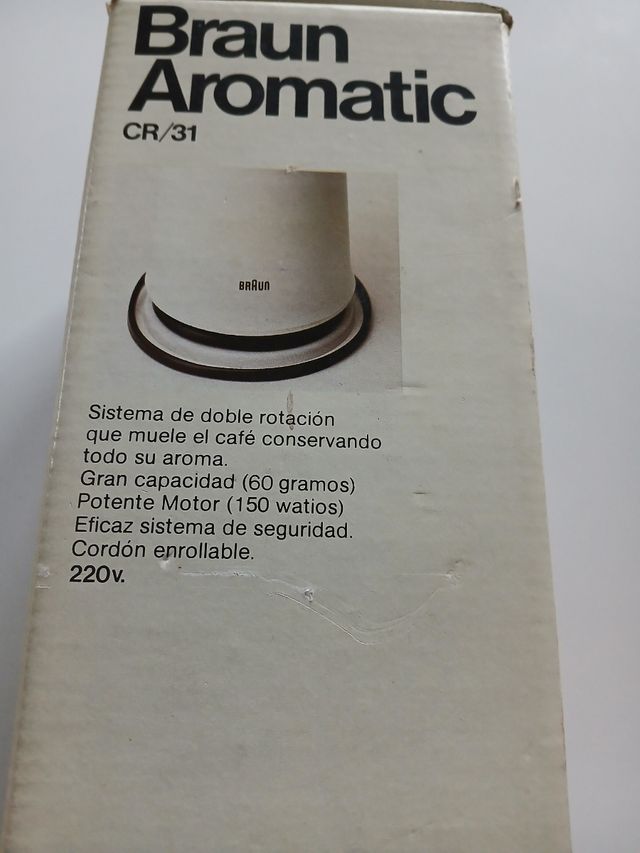 Braun
Aromatic
CR/31
BRAUN
Sistema de doble rotación
que muele el café conservando
todo su aroma.
Gran capacidad (60 gramos)
Potente Motor (150 watios)
Eficaz sistema de seguridad.
Cordón enrollable.
220v.